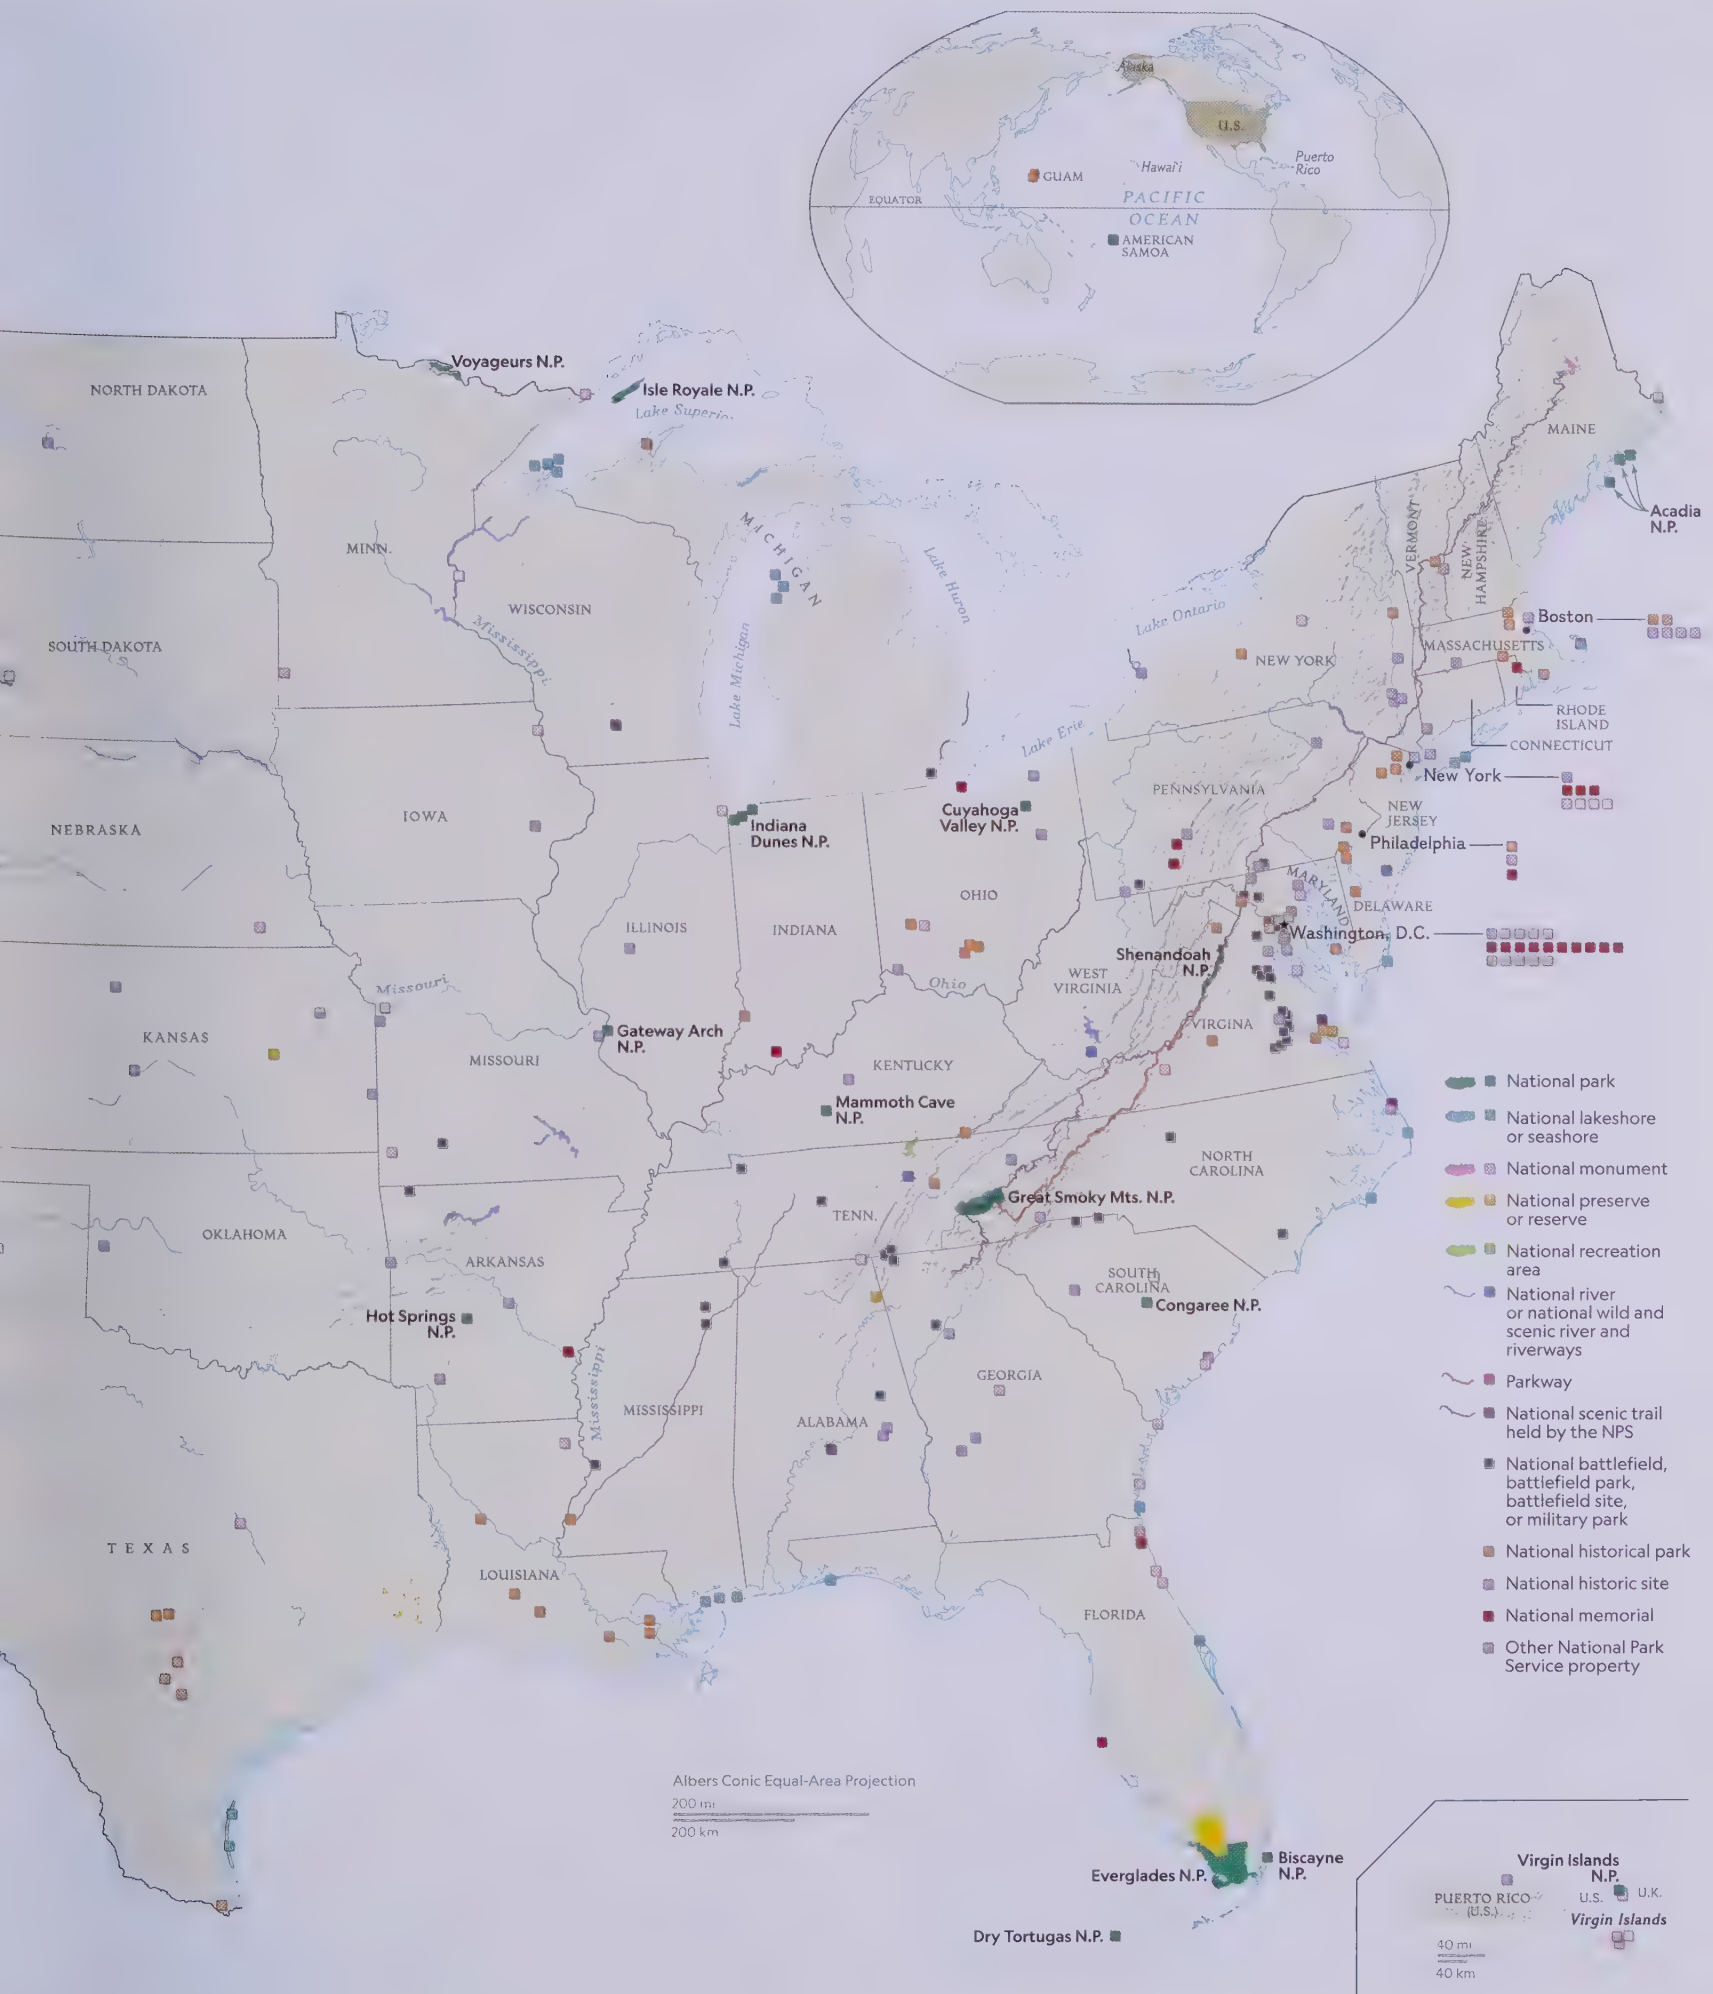 Alaska
U.S.
Hawai'i
Puerto
Rico
GUAM
EQUATOR
PACIFIC
OCEAN
AMERICAN
SAMOA
Voyageurs N.P.
NORTH DAKOTA
Isle Royale N.P.
Lake Superior
MAINE
Acadia
N.P.
MINN.
MICHIGAN
Lake Huron
VERMONT
NEW
HAMPSHIRE
WISCONSIN
Mississippi
Lake Michigan
Lake Ontario
Boston
SOUTH DAKOTA
NEW YORK
MASSACHUSETTS
RHODE
ISLAND
CONNECTICUT
Lake Erie
New York
PENNSYLVANIA
NEW
JERSEY
IOWA
NEBRASKA
Indiana
Dunes N.P.
Cuyahoga
Valley N.P.
Philadelphia
OHIO
MARYLAND
DELAWARE
ILLINOIS
INDIANA
Washington, D.C.
Shenandoah
N.P.
WEST
VIRGINIA
Ohio
Missouri
KANSAS
Gateway Arch
N.P.
MISSOURI
VIRGINA
KENTUCKY
Mammoth Cave
N.P.
NORTH
CAROLINA
Great Smoky Mts. N.P.
TENN.
OKLAHOMA
ARKANSAS
SOUTH
CAROLINA
Congaree N.P.
Hot Springs
N.P.
Mississippi
GEORGIA
MISSISSIPPI
ALABAMA
TEXAS
LOUISIANA
FLORIDA
National park
National lakeshore
or seashore
National monument
National preserve
or reserve
National recreation
area
National river
or national wild and
scenic river and
riverways
Parkway
National scenic trail
held by the NPS
National battlefield,
battlefield park,
battlefield site,
or military park
National historical park
National historic site
National memorial
Other National Park
Service property
Albers Conic Equal-Area Projection
200 mi
200 km
Everglades N.P.
Biscayne
N.P.
Dry Tortugas N.P.
Virgin Islands
N.P.
PUERTO RICO
(U.S.)
U.S.
U.K.
Virgin Islands
40 mi
40 km